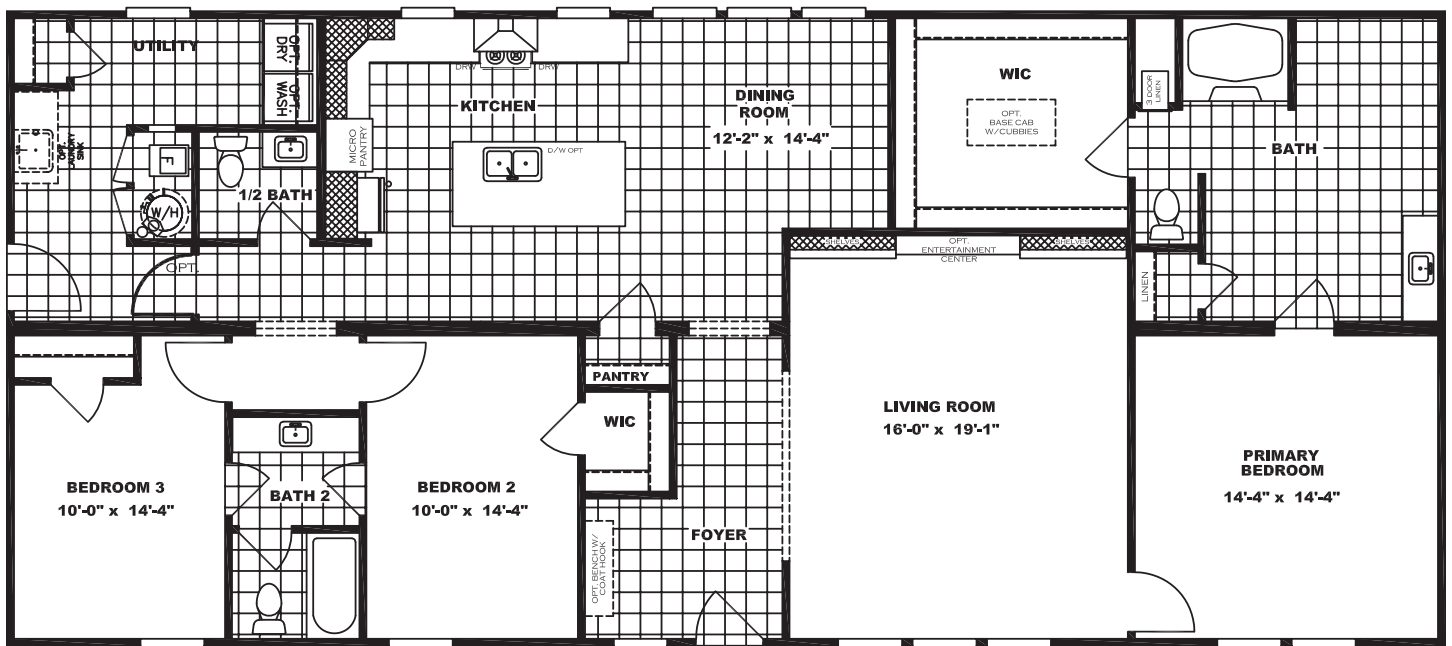 UTILITY
OPT.
DRY
OPT.
WASH
OPT.
LAUNDRY
SINK
F
W/H
1/2 BATH
OPT.
MICRO
PANTRY
KITCHEN
DRW
DRW
D/W OPT
DINING
ROOM
12'-2" x 14'-4"
WIC
OPT.
BASE CAB
W/CUBBIES
3 DOOR
LINEN
BATH
LINEN
SHELVES
OPT.
ENTERTAINMENT
CENTER
SHELVES
PANTRY
WIC
LIVING ROOM
16'-0" x 19'-1"
PRIMARY
BEDROOM
14'-4" x 14'-4"
BEDROOM 3
10'-0" x 14'-4"
BATH 2
BEDROOM 2
10'-0" x 14'-4"
FOYER
OPT. BENCH W/
COAT HOOK